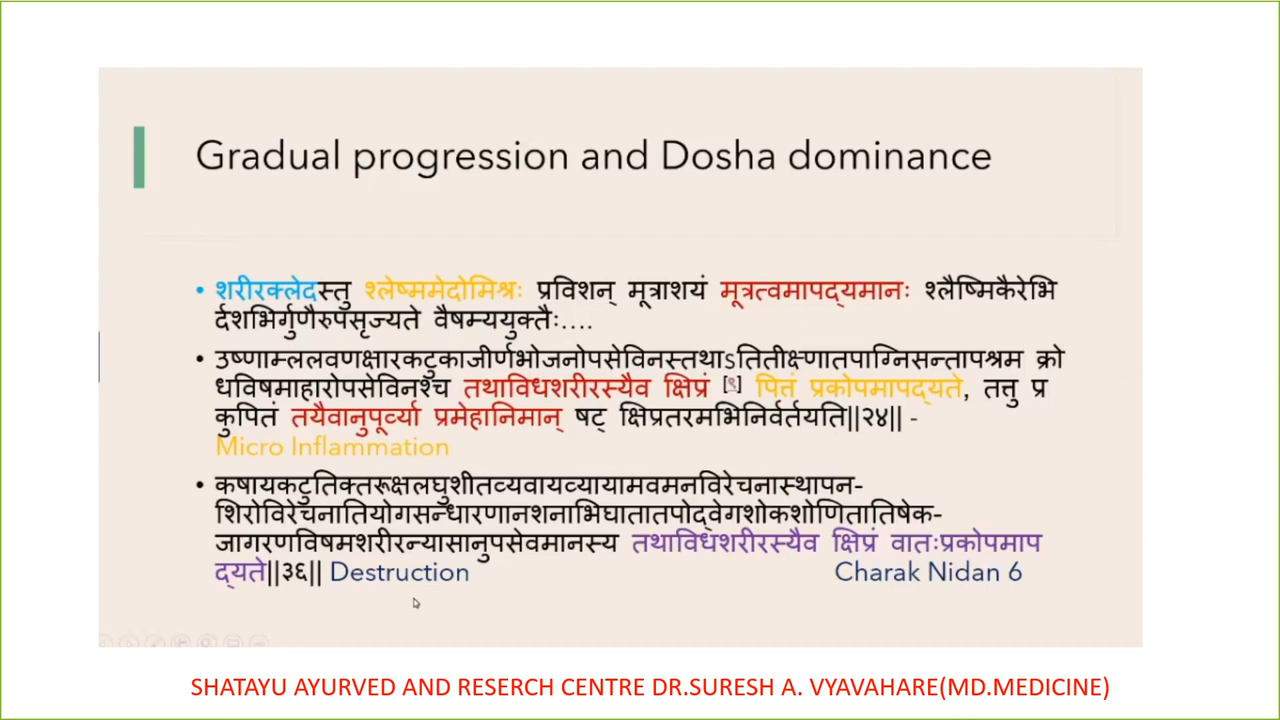 Gradual progression and Dosha dominance
• शरीरक्लेदस्तु श्लेष्ममेदोमिश्रः प्रविशन् मूत्राशयं मूत्रत्वमापद्यमानः श्लैष्मिकैरेभि
र्दशभिर्गुणैरुपसृज्यते वैषम्ययुक्तैः....
• उष्णाम्ललवणक्षारकटुकाजीर्णभोजनोपसेविनस्तथाsतितीक्ष्णातपाग्निसन्तापश्रम क्रो
धविषमाहारोपसेविनश्च तथाविधशरीरस्यैव क्षिप्रं [९] पित्तं प्रकोपमापद्यते, तत्तु प्र
कुपितं तयैवानुपूर्व्या प्रमेहानिमान् षट् क्षिप्रतरमभिनिर्वर्तयति||२४|| -
Micro Inflammation
• कषायकटुतिक्तरूक्षलघुशीतव्यवायव्यायामवमनविरेचनास्थापन-
शिरोविरेचनातियोगसन्धारणानशनाभिघातातपोद्वेगशोकशोणितातिषेक-
जागरणविषमशरीरन्यासानुपसेवमानस्य तथाविधशरीरस्यैव क्षिप्रं वातःप्रकोपमाप
द्यते||३६|| Destruction Charak Nidan 6
SHATAYU AYURVED AND RESERCH CENTRE DR.SURESH A. VYAVAHARE(MD.MEDICINE)